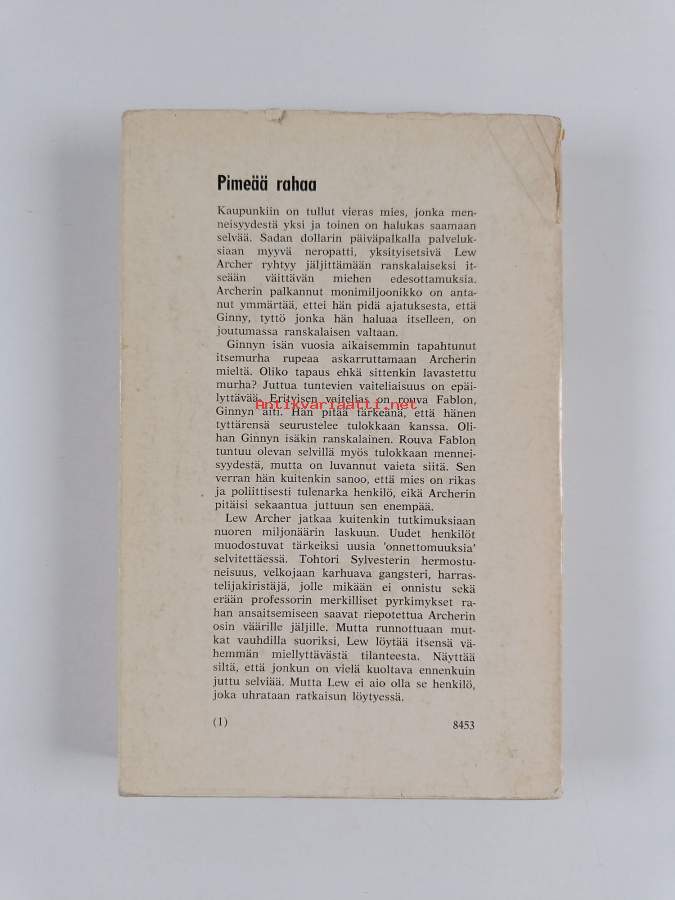 Pimeää rahaa
Kaupunkiin on tullut vieras mies, jonka men-
neisyydestä yksi ja toinen on halukas saamaan
selvää. Sadan dollarin päiväpalkalla palveluk-
siaan myyvä neropatti, yksityisetsivä Lew
Archer ryhtyy jäljittämään ranskalaiseksi it-
seään väittävän miehen edesottamuksia.
Archerin palkannut monimiljoonikko on anta-
nut ymmärtää, ettei hän pidä ajatuksesta, että
Ginny, tyttö jonka hän haluaa itselleen, on
joutumassa ranskalaisen valtaan.
Ginnyn isän vuosia aikaisemmin tapahtunut
itsemurha rupeaa askarruttamaan Archerin
mieltä. Oliko tapaus ehkä sittenkin lavastettu
murha? Juttua tuntevien vaiteliaisuus on epäi-
lyttävää. Erityisen vaitelias on rouva Fablon,
Antikvariaatti.net
Ginnyn äiti. Hän pitää tärkeänä, että hänen
tyttärensä seurustelee tulokkaan kanssa. Oli-
han Ginnyn isäkin ranskalainen. Rouva Fablon
tuntuu olevan selvillä myös tulokkaan mennei-
syydestä, mutta on luvannut vaieta siitä. Sen
verran hän kuitenkin sanoo, että mies on rikas
ja poliittisesti tulenarka henkilö, eikä Archerin
pitäisi sekaantua juttuun sen enempää.
Lew Archer jatkaa kuitenkin tutkimuksiaan
nuoren miljonäärin laskuun. Uudet henkilöt
muodostuvat tärkeiksi uusia 'onnettomuuksia'
selvitettäessä. Tohtori Sylvesterin hermostu-
neisuus, velkojaan karhuava gangsteri, harras-
telijakiristäjä, jolle mikään ei onnistu sekä
erään professorin merkilliset pyrkimykset ra-
han ansaitsemiseen saavat riepotettua Archerin
osin väärille jäljille. Mutta runnottuaan mut-
kat vauhdilla suoriksi, Lew löytää itsensä vä-
hemmän miellyttävästä tilanteesta. Näyttää
siltä, että jonkun on vielä kuoltava ennenkuin
juttu selviää. Mutta Lew ei aio olla se henkilö,
joka uhrataan ratkaisun löytyessä.
(1) 8453